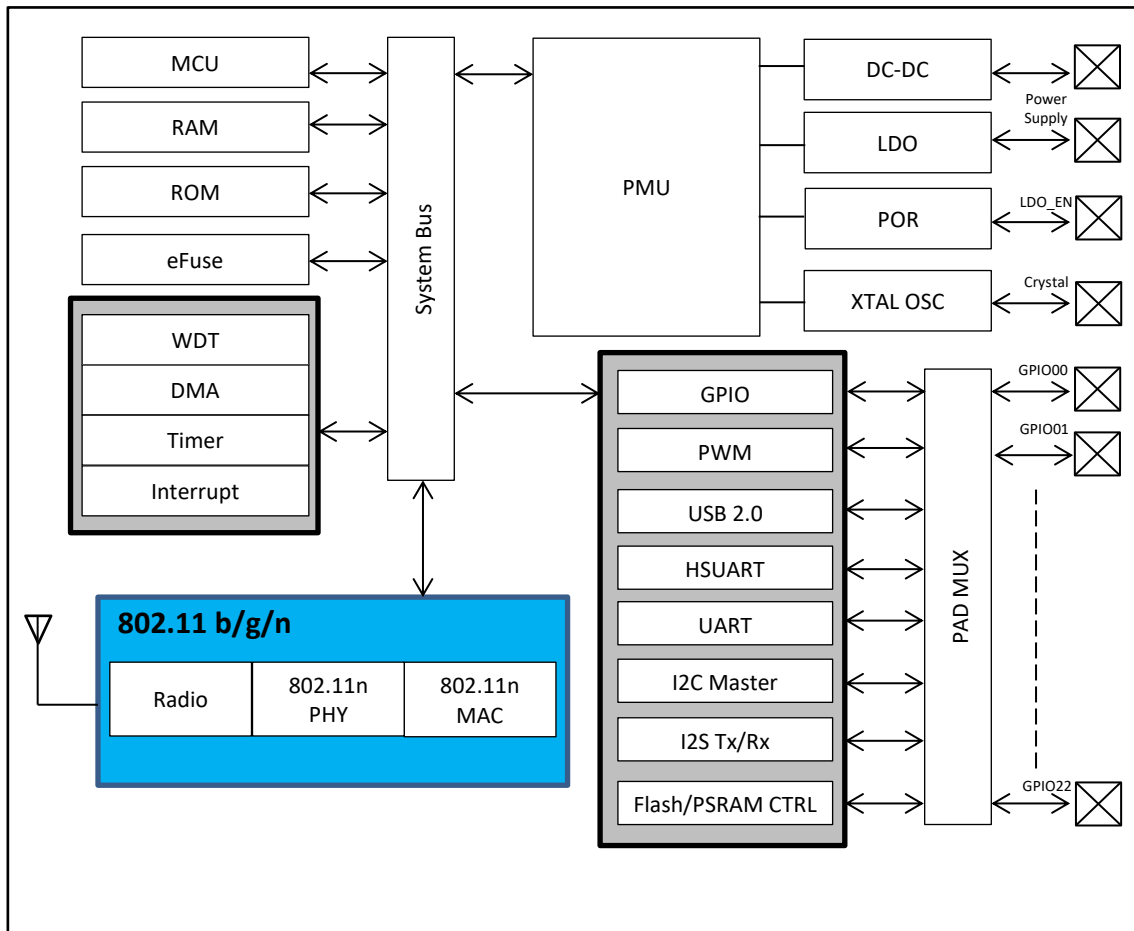 MCU
RAM
ROM
eFuse
WDT
DMA
Timer
Interrupt
System Bus
PMU
DC-DC
LDO
POR
XTAL OSC
Power
Supply
LDO_EN
Crystal
802.11 b/g/n
Radio
802.11n
PHY
802.11n
MAC
GPIO
PWM
USB 2.0
HSUART
UART
I2C Master
I2S Tx/Rx
Flash/PSRAM CTRL
PAD MUX
GPIO00
GPIO01
GPIO22